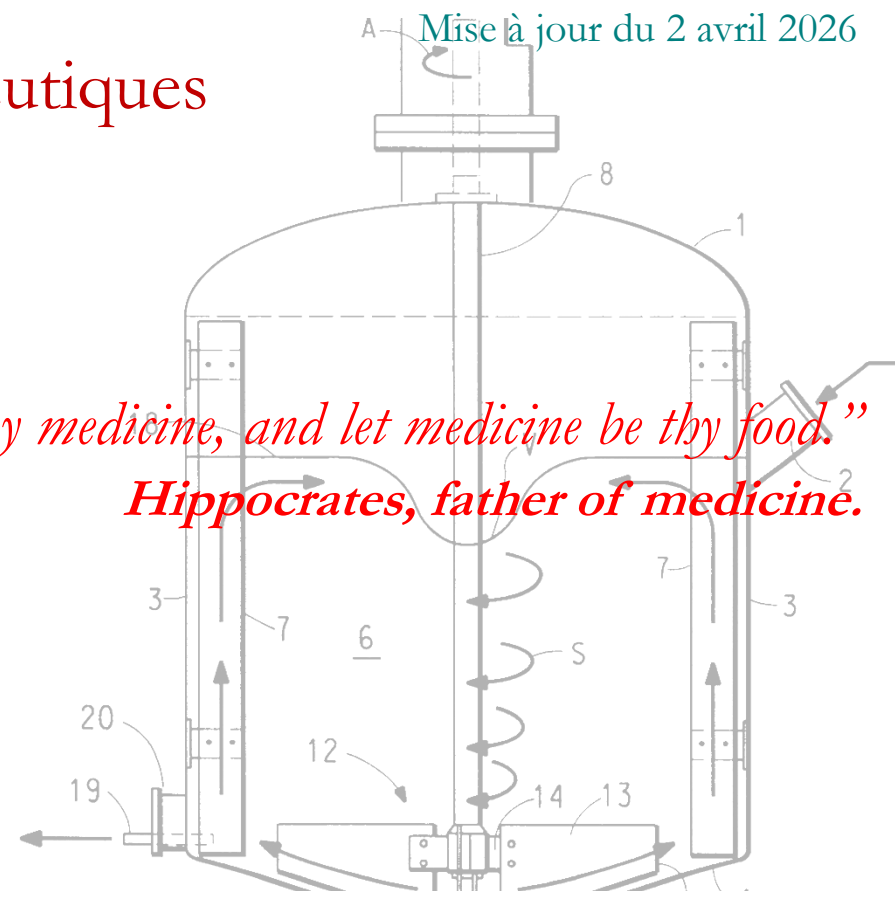 A
Mise à jour du 2 avril 2026
utiques
8
1
y medicine, and let medicine be thy food.”
18
V
2
Hippocrates, father of medicine.
7
3
3
7
6
S
20
12
19
14
13